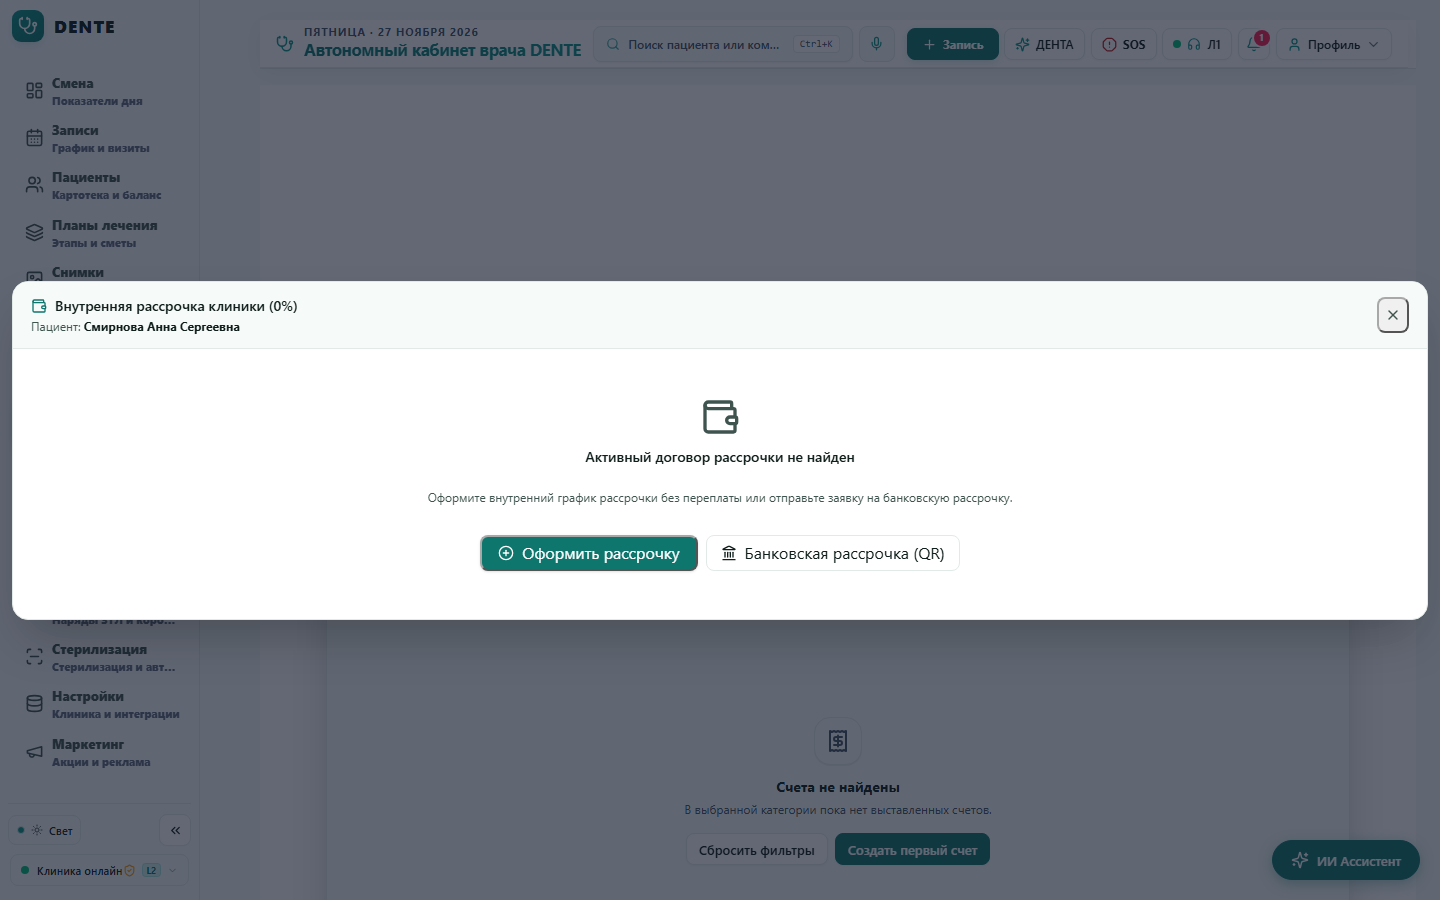 DENTE
ПЯТНИЦА · 27 НОЯБРЯ 2026
Автономный кабинет врача DENTE
Поиск пациента или ком...
Ctrl+K
Запись
ДЕНТА
SOS
Л1
1
Профиль
Смена
Показатели дня
Записи
График и визиты
Пациенты
Картотека и баланс
Планы лечения
Этапы и сметы
Снимки
Внутренняя рассрочка клиники (0%)
Пациент: Смирнова Анна Сергеевна
Активный договор рассрочки не найден
Оформите внутренний график рассрочки без переплаты или отправьте заявку на банковскую рассрочку.
Оформить рассрочку
Банковская рассрочка (QR)
Стерилизация
Стерилизация и авт...
Настройки
Клиника и интеграции
Маркетинг
Акции и реклама
Счета не найдены
В выбранной категории пока нет выставленных счетов.
Сбросить фильтры
Создать первый счет
Свет
Клиника онлайн
L2
ИИ Ассистент